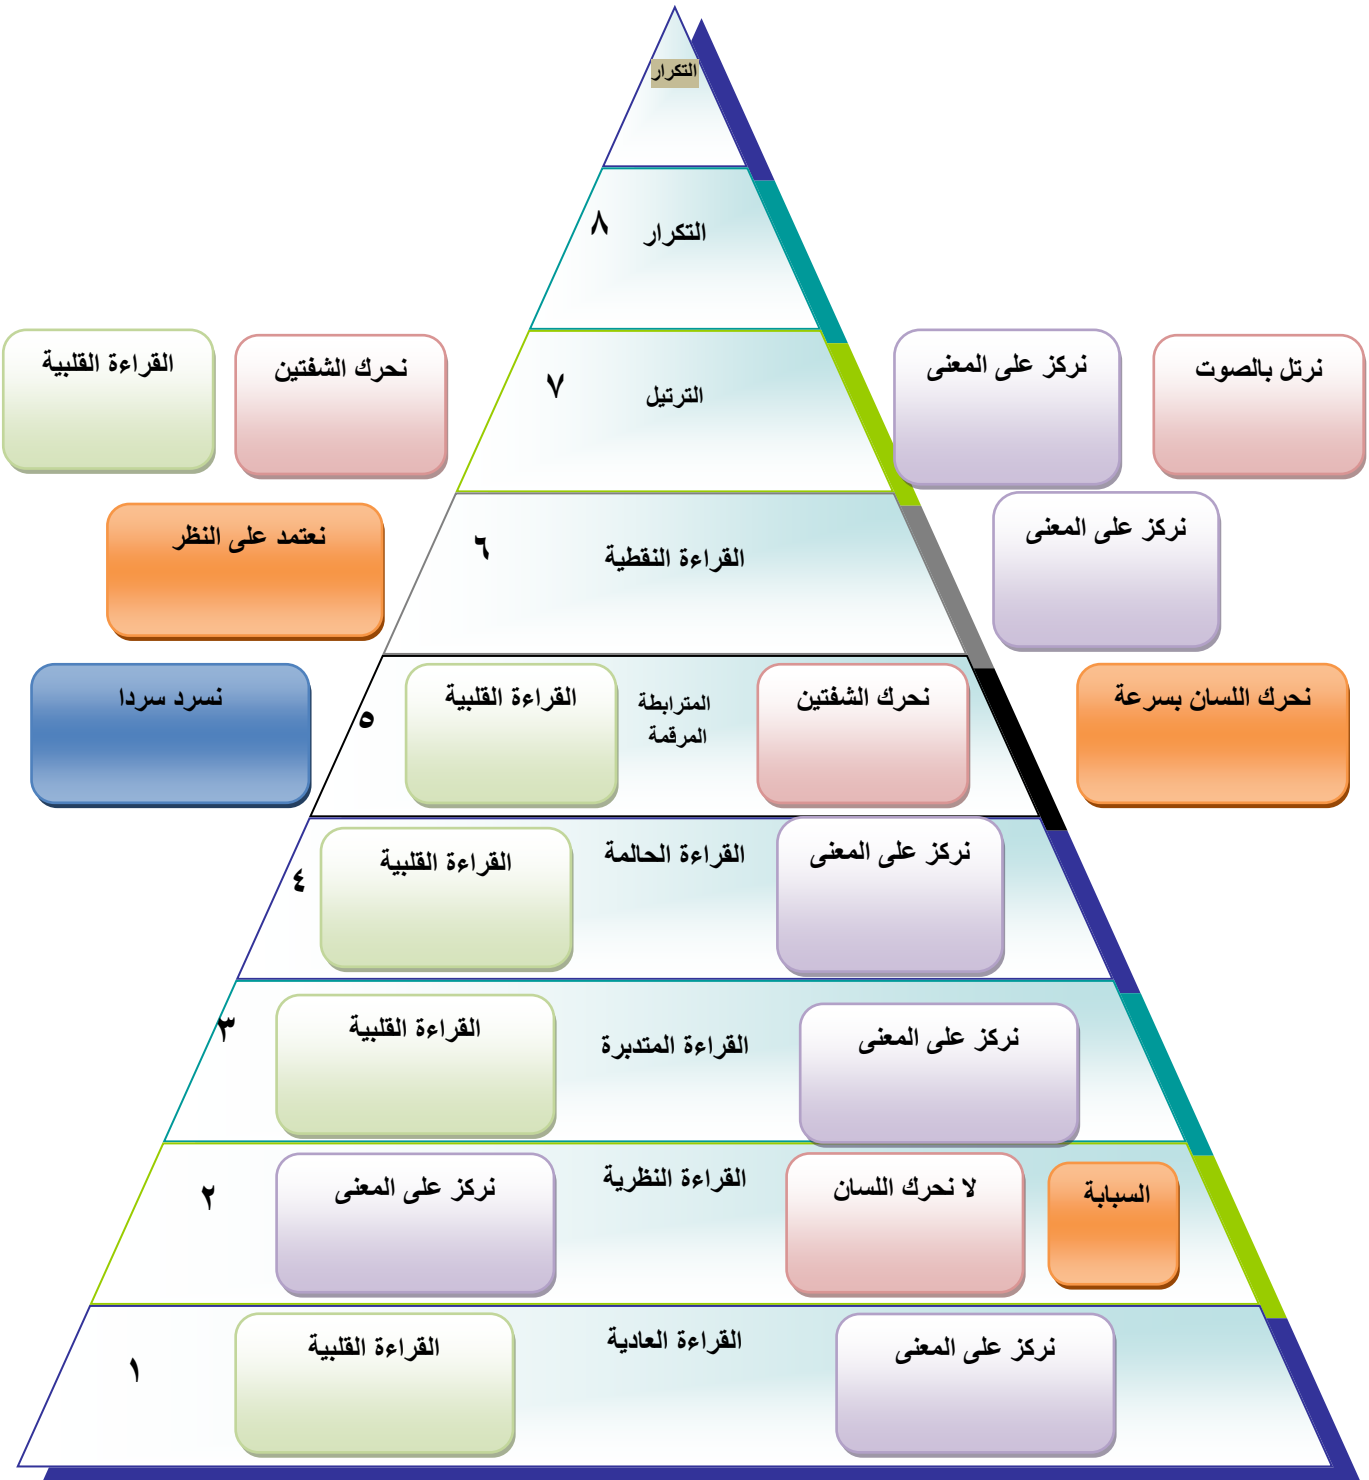 التكرار
٨
التكرار
نرتل بالصوت
نركز على المعنى
الترتيل
٧
نحرك الشفتين
القراءة القلبية
نركز على المعنى
القراءة النقطية
٦
نعتمد على النظر
نحرك اللسان بسرعة
نحرك الشفتين
المترابطة
المرقمة
القراءة القلبية
٥
نسرد سردا
نركز على المعنى
القراءة الحالمة
القراءة القلبية
٤
نركز على المعنى
القراءة المتدبرة
القراءة القلبية
٣
السبابة
لا نحرك اللسان
القراءة النظرية
نركز على المعنى
٢
نركز على المعنى
القراءة العادية
القراءة القلبية
١